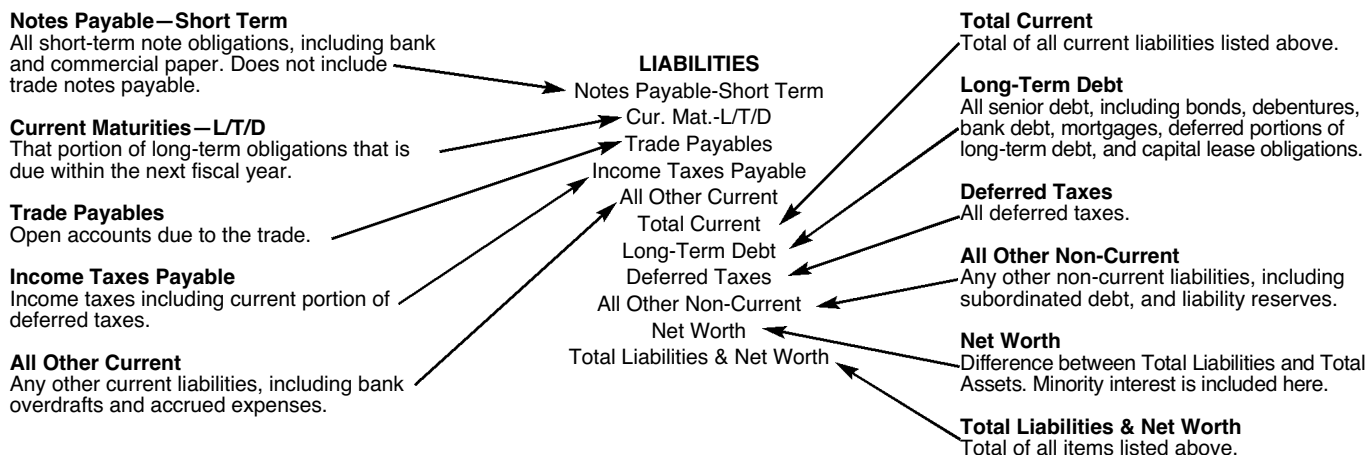 Notes Payable—Short Term
All short-term note obligations, including bank
and commercial paper. Does not include
trade notes payable.
Current Maturities—L/T/D
That portion of long-term obligations that is
due within the next fiscal year.
Trade Payables
Open accounts due to the trade.
Income Taxes Payable
Income taxes including current portion of
deferred taxes.
All Other Current
Any other current liabilities, including bank
overdrafts and accrued expenses.
LIABILITIES
Notes Payable-Short Term
Cur. Mat.-L/T/D
Trade Payables
Income Taxes Payable
All Other Current
Total Current
Long-Term Debt
Deferred Taxes
All Other Non-Current
Net Worth
Total Liabilities & Net Worth
Total Current
Total of all current liabilities listed above.
Long-Term Debt
All senior debt, including bonds, debentures,
bank debt, mortgages, deferred portions of
long-term debt, and capital lease obligations.
Deferred Taxes
All deferred taxes.
All Other Non-Current
Any other non-current liabilities, including
subordinated debt, and liability reserves.
Net Worth
Difference between Total Liabilities and Total
Assets. Minority interest is included here.
Total Liabilities & Net Worth
Total of all items listed above.